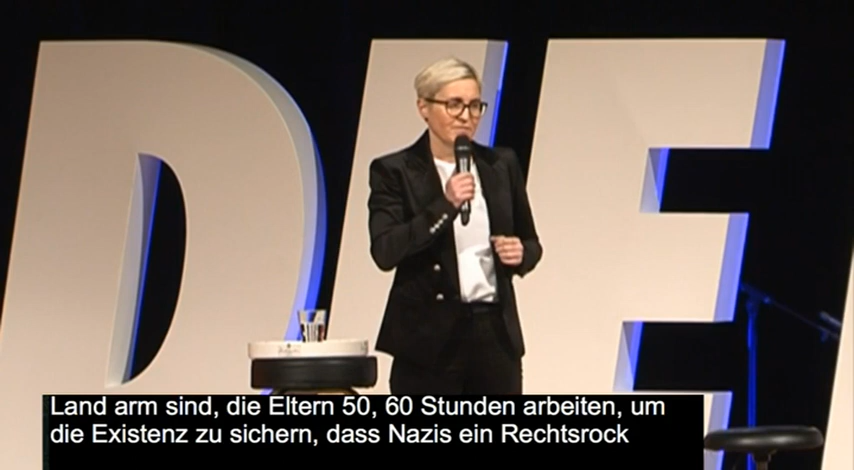 DIE
Land arm sind, die Eltern 50, 60 Stunden arbeiten, um
die Existenz zu sichern, dass Nazis ein Rechtsrock